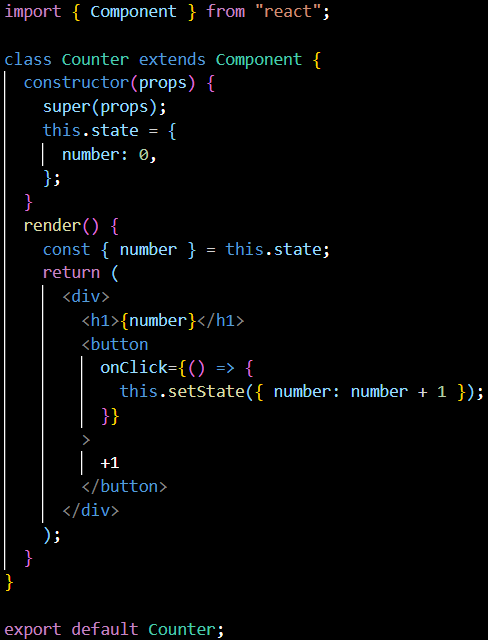 import { Component } from "react";
class Counter extends Component {
constructor(props) {
super(props);
this.state = {
number: 0,
};
}
render() {
const { number } = this.state;
return (
<div>
<h1>{number}</h1>
<button
onClick={() => {
this.setState({ number: number + 1 });
}}
>
+1
</button>
</div>
);
}
}
export default Counter;